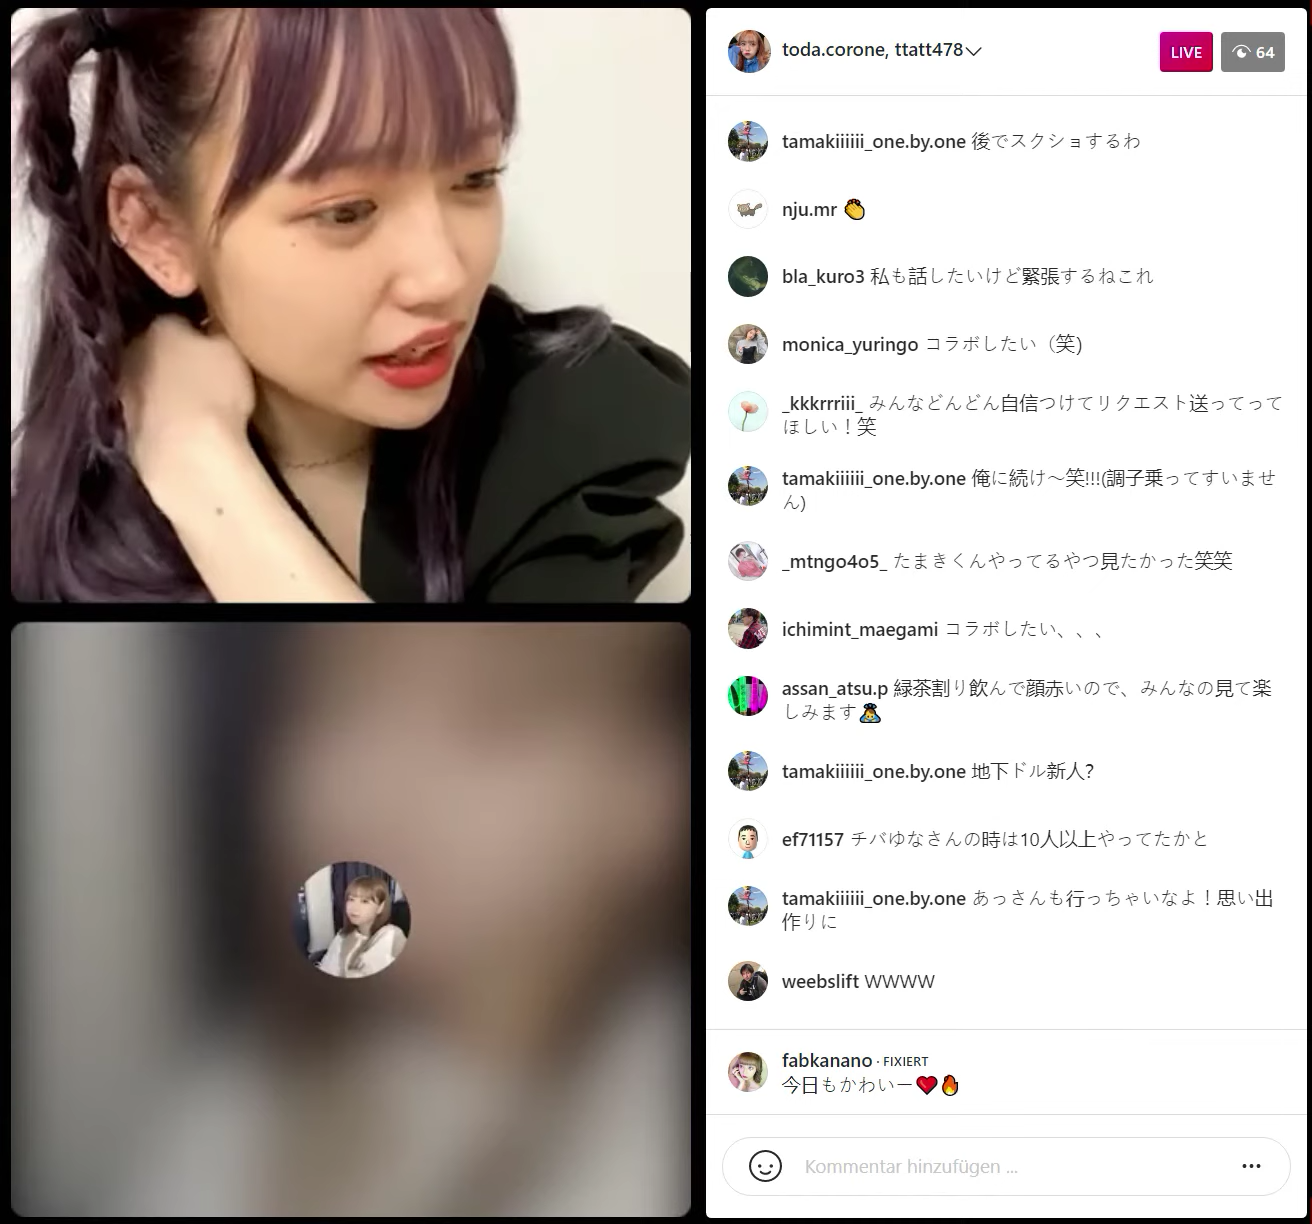 toda.corone, ttatt478
LIVE
64
tamakiiiiii_one.by.one 後でスクショするわ
nju.mr 👏
bla_kuro3 私も話したいけど緊張するねこれ
monica_yuringo コラボしたい（笑)
_kkkrrriii_ みんなどんどん自信つけてリクエスト送ってって
ほしい！笑
tamakiiiiii_one.by.one 俺に続け〜笑!!!(調子乗ってすいませ
ん)
_mtngo4o5_ たまきくんやってるやつ見たかった笑笑
ichimint_maegami コラボしたい、、、
assan_atsu.p 緑茶割り飲んで顔赤いので、みんなの見て楽
しみます🙇
tamakiiiiii_one.by.one 地下ドル新人?
ef71157 チバゆなさんの時は10人以上やってたかと
tamakiiiiii_one.by.one あっさんも行っちゃいなよ！思い出
作りに
weebslift WWWW
fabkanano · FIXIERT
今日もかわいー❤️🔥
Kommentar hinzufügen ...